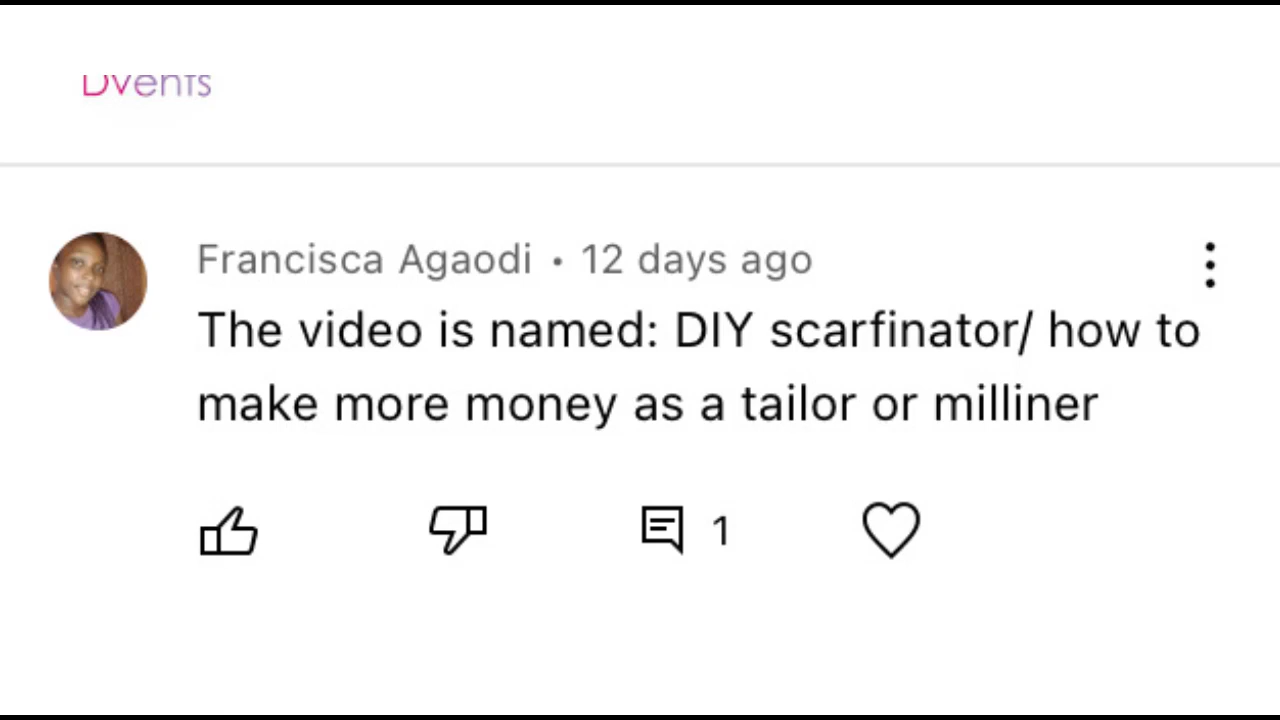 Dvents
Francisca Agaodi • 12 days ago
The video is named: DIY scarfinator/ how to
make more money as a tailor or milliner
1